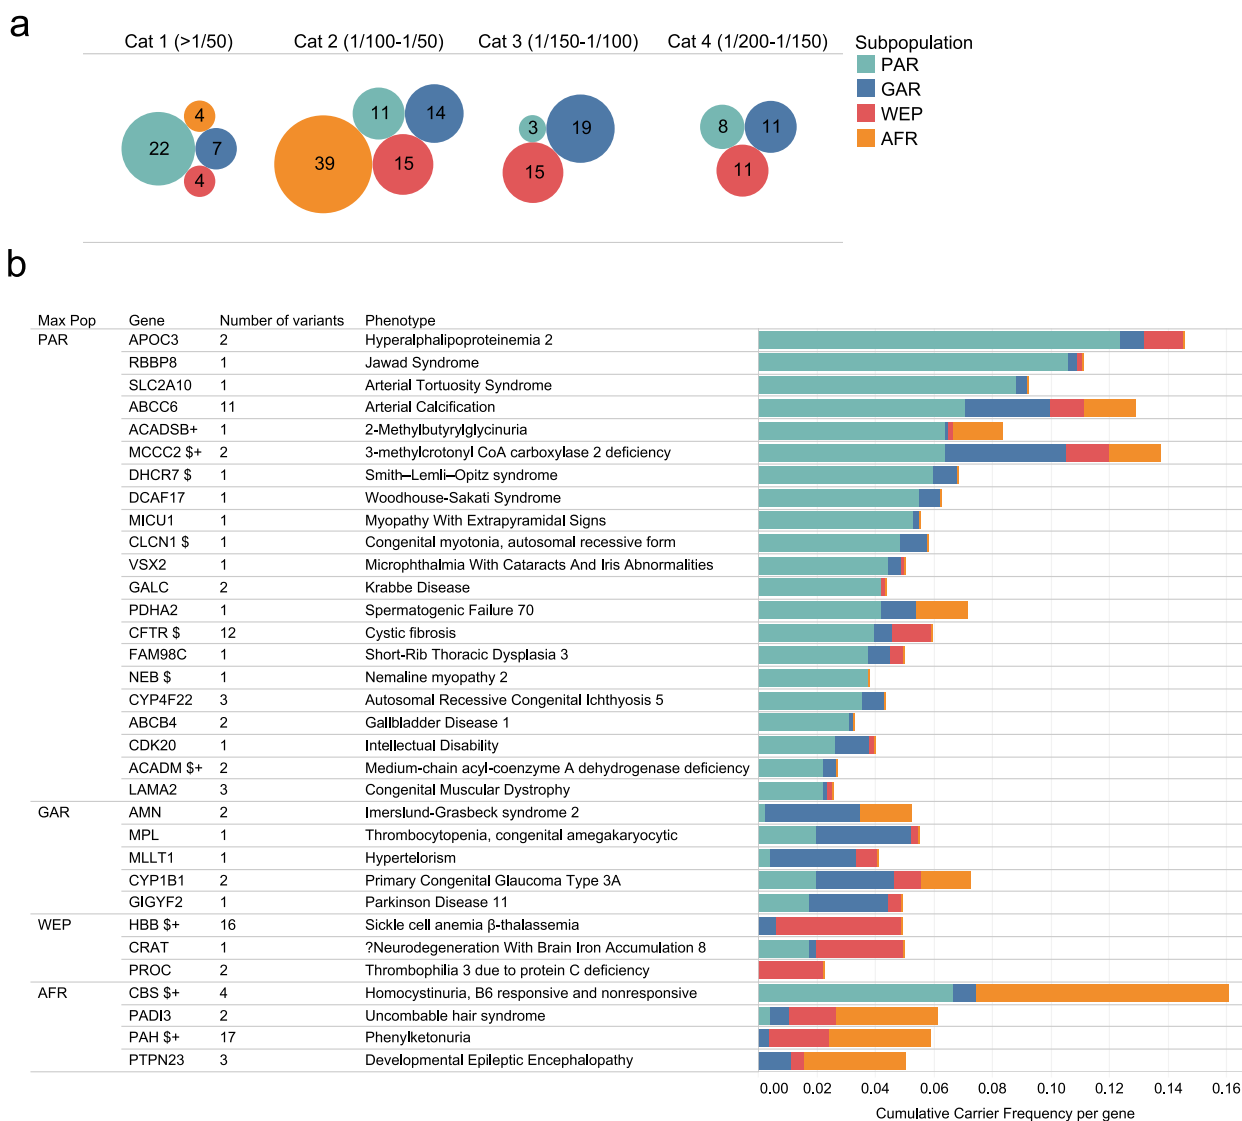 a
Cat 1 (>1/50) Cat 2 (1/100-1/50) Cat 3 (1/150-1/100) Cat 4 (1/200-1/150)
Subpopulation
PAR
GAR
WEP
AFR
22 4 7 4
39 11 14 15
3 19 15
8 11 11
b
Max Pop Gene Number of variants Phenotype
PAR APOC3 2 Hyperalphalipoproteinemia 2
RBBP8 1 Jawad Syndrome
SLC2A10 1 Arterial Tortuosity Syndrome
ABCC6 11 Arterial Calcification
ACADSB+ 1 2-Methylbutyrylglycinuria
MCCC2 $+ 2 3-methylcrotonyl CoA carboxylase 2 deficiency
DHCR7 $ 1 Smith–Lemli–Opitz syndrome
DCAF17 1 Woodhouse-Sakati Syndrome
MICU1 1 Myopathy With Extrapyramidal Signs
CLCN1 $ 1 Congenital myotonia, autosomal recessive form
VSX2 1 Microphthalmia With Cataracts And Iris Abnormalities
GALC 2 Krabbe Disease
PDHA2 1 Spermatogenic Failure 70
CFTR $ 12 Cystic fibrosis
FAM98C 1 Short-Rib Thoracic Dysplasia 3
NEB $ 1 Nemaline myopathy 2
CYP4F22 3 Autosomal Recessive Congenital Ichthyosis 5
ABCB4 2 Gallbladder Disease 1
CDK20 1 Intellectual Disability
ACADM $+ 2 Medium-chain acyl-coenzyme A dehydrogenase deficiency
LAMA2 3 Congenital Muscular Dystrophy
GAR AMN 2 Imerslund-Grasbeck syndrome 2
MPL 1 Thrombocytopenia, congenital amegakaryocytic
MLLT1 1 Hypertelorism
CYP1B1 2 Primary Congenital Glaucoma Type 3A
GIGYF2 1 Parkinson Disease 11
WEP HBB $+ 16 Sickle cell anemia β-thalassemia
CRAT 1 ?Neurodegeneration With Brain Iron Accumulation 8
PROC 2 Thrombophilia 3 due to protein C deficiency
AFR CBS $+ 4 Homocystinuria, B6 responsive and nonresponsive
PADI3 2 Uncombable hair syndrome
PAH $+ 17 Phenylketonuria
PTPN23 3 Developmental Epileptic Encephalopathy
0.00 0.02 0.04 0.06 0.08 0.10 0.12 0.14 0.16
Cumulative Carrier Frequency per gene